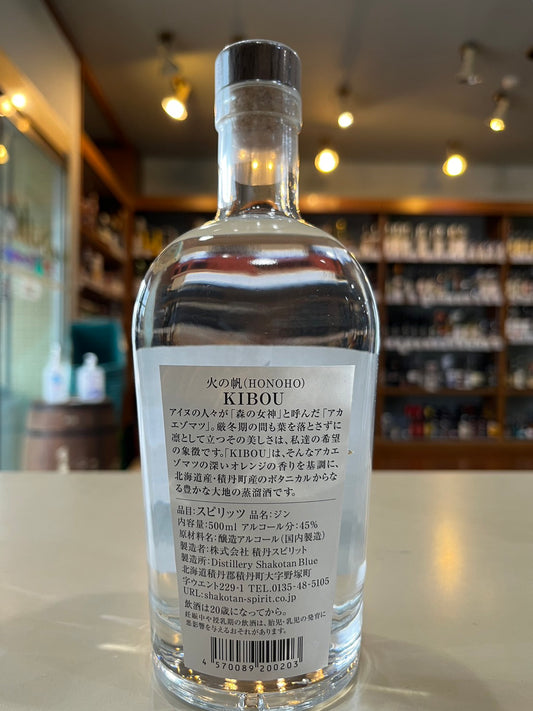 火の帆(HONOHO)
KIBOU
アイヌの人々が「森の女神」と呼んだ「アカ
エゾマツ」。厳冬期の間も葉を落とさずに
凛として立つその美しさは、私達の希望
の象徴です。「KIBOU」は、そんなアカエ
ゾマツの深いオレンジの香りを基調に、
北海道産・積丹町産のボタニカルからな
る豊かな大地の蒸溜酒です。
品目:スピリッツ 品名:ジン
内容量:500ml アルコール分:45%
原材料名:醸造アルコール(国内製造)
製造者:株式会社 積丹スピリット
製造所:Distillery Shakotan Blue
北海道積丹郡積丹町大字野塚町
字ウエント229-1 TEL.0135-48-5105
URL:shakotan-spirit.co.jp
飲酒は20歳になってから。
妊娠中や授乳期の飲酒は、胎児・乳児の発育に
悪影響を与えるおそれがあります。
4 570089 200203